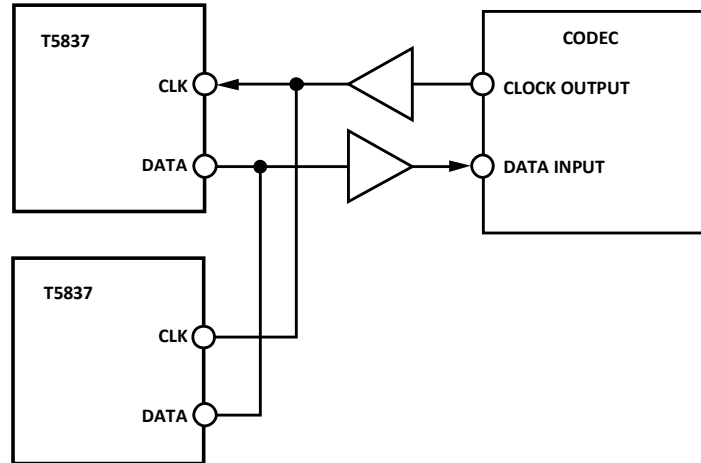 T5837
CODEC
CLK
CLOCK OUTPUT
DATA
DATA INPUT
T5837
CLK
DATA